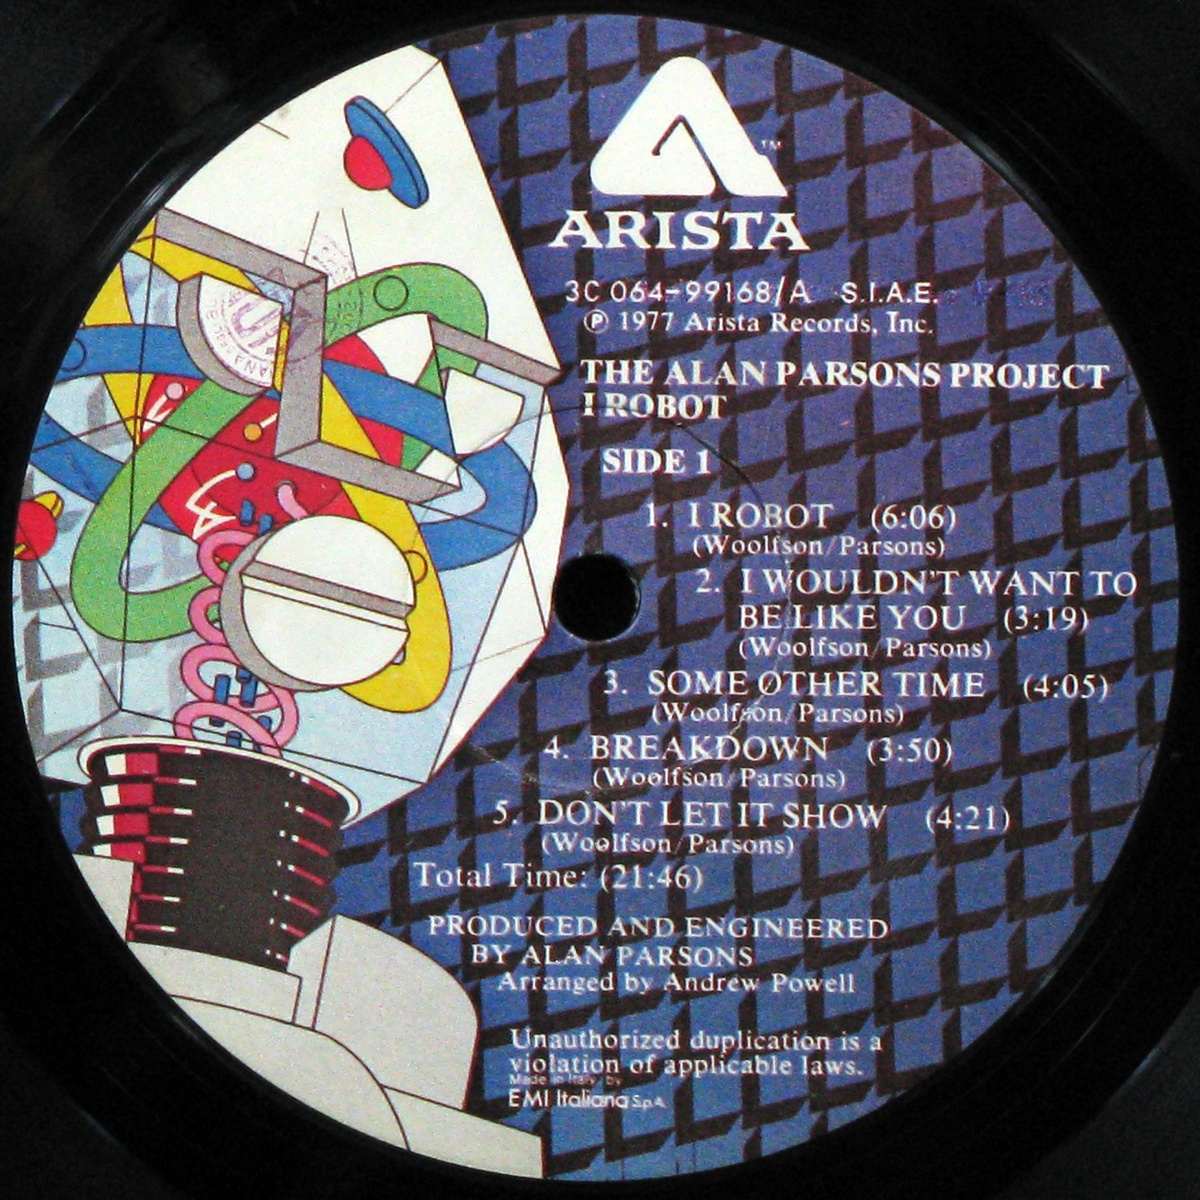 TM
ARISTA
3C 064-99168/A S.I.A.E.
Ⓟ 1977 Arista Records, Inc.
THE ALAN PARSONS PROJECT
I ROBOT
SIDE 1
1. I ROBOT (6:06)
(Woolfson/Parsons)
2. I WOULDN'T WANT TO
BE LIKE YOU (3:19)
(Woolfson/Parsons)
3. SOME OTHER TIME (4:05)
(Woolfson/Parsons)
4. BREAKDOWN (3:50)
(Woolfson/Parsons)
5. DON'T LET IT SHOW (4:21)
(Woolfson/Parsons)
Total Time: (21:46)
PRODUCED AND ENGINEERED
BY ALAN PARSONS
Arranged by Andrew Powell
Unauthorized duplication is a
violation of applicable laws.
Made in Italy by
EMI Italiana S.p.A.